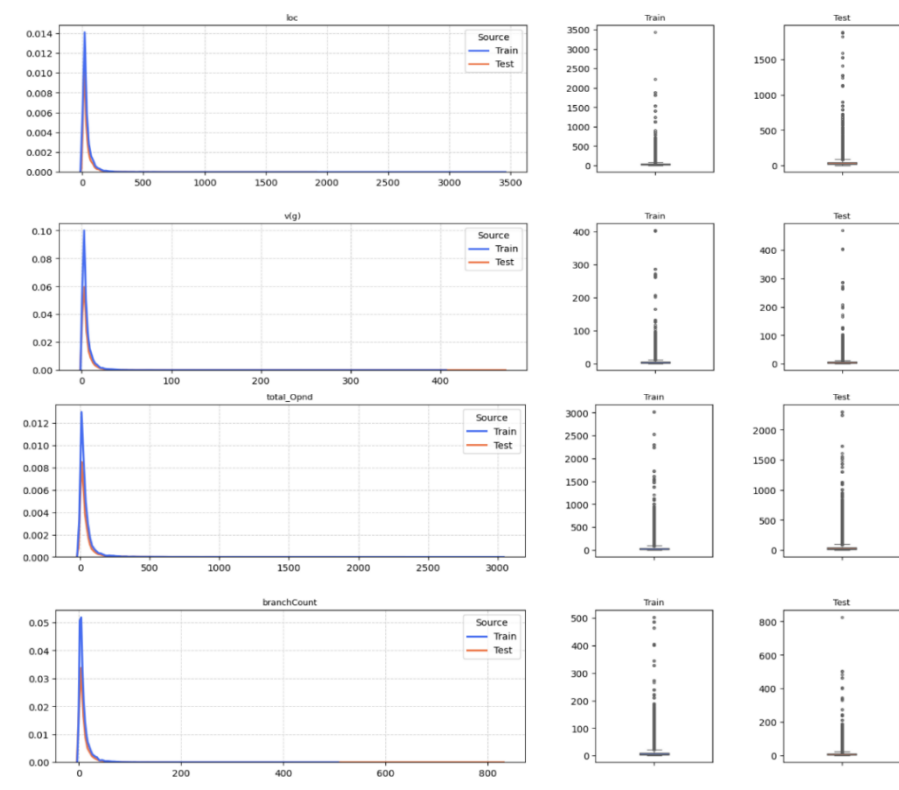 loc
Train
Test
0.014
0.012
0.010
0.008
0.006
0.004
0.002
0.000
Source
Train
Test
0 500 1000 1500 2000 2500 3000 3500
3500
3000
2500
2000
1500
1000
500
0
1500
1000
500
0
v(g)
Train
Test
0.10
0.08
0.06
0.04
0.02
0.00
Source
Train
Test
0 100 200 300 400
400
300
200
100
0
400
300
200
100
0
total_Opnd
Train
Test
0.012
0.010
0.008
0.006
0.004
0.002
0.000
Source
Train
Test
0 500 1000 1500 2000 2500 3000
3000
2500
2000
1500
1000
500
0
2000
1500
1000
500
0
branchCount
Train
Test
0.05
0.04
0.03
0.02
0.01
0.00
Source
Train
Test
0 200 400 600 800
500
400
300
200
100
0
800
600
400
200
0